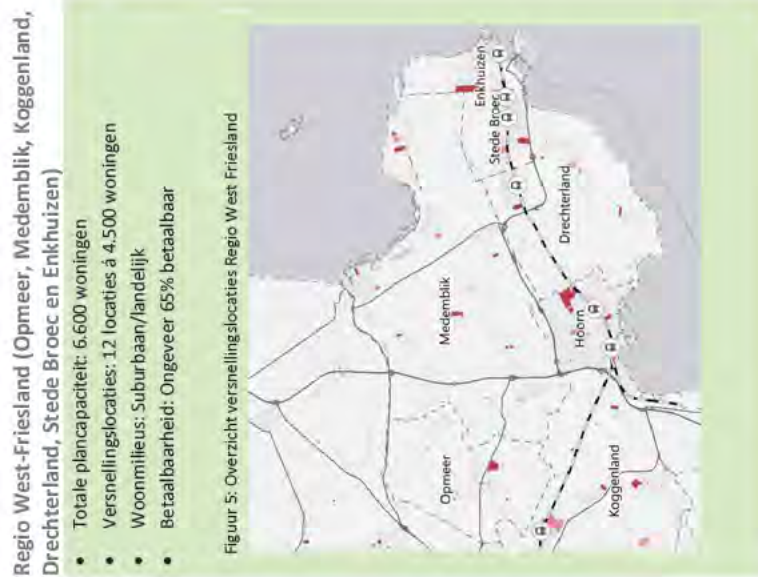 Regio West-Friesland (Opmeer, Medemblik, Koggenland,
Drechterland, Stede Broec en Enkhuizen)
• Totale plancapaciteit: 6.600 woningen
• Versnellingslocaties: 12 locaties á 4.500 woningen
• Woonmilieus: Suburbaan/landelijk
• Betaalbaarheid: Ongeveer 65% betaalbaar
Figuur 5: Overzicht versnellingslocaties Regio West Friesland
Medemblik
Opmeer
Enkhuizen
Stede Broec
Drechterland
Hoorn
Koggenland